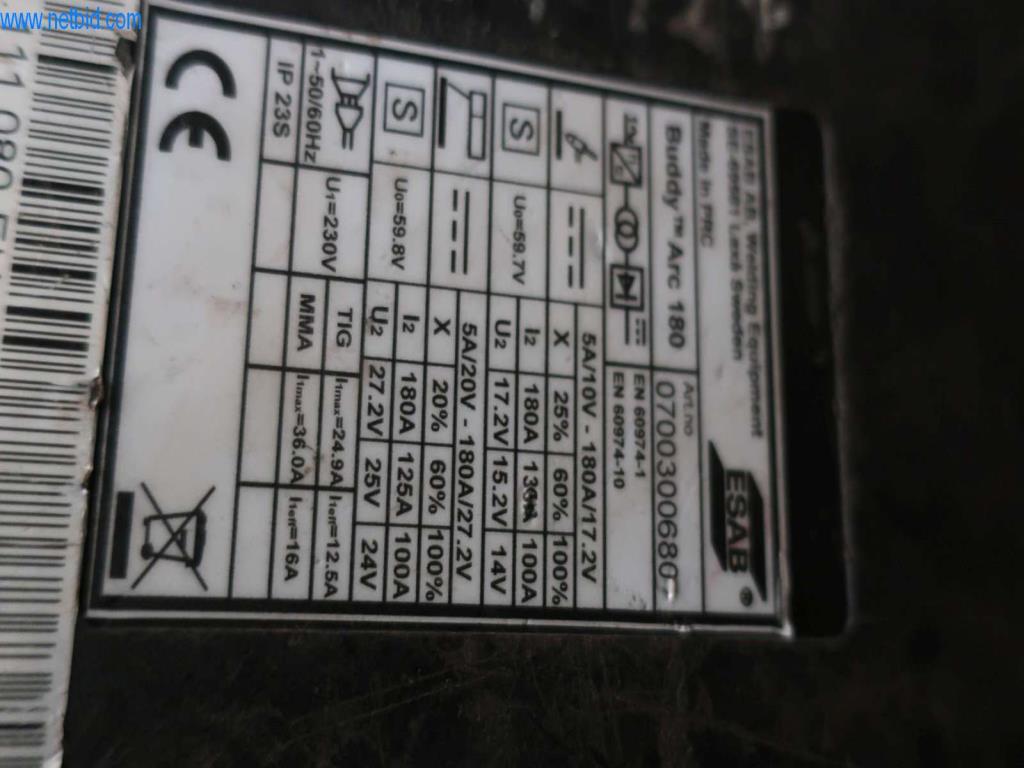 www.netbid.com
ESAB AB, Welding Equipment
SE-69581 Laxå Sweden
Made in PRC
ESAB ®
Buddy™ Arc 180
Art.no
0700300680
EN 60974-1
EN 60974-10
5A/10V - 180A/17.2V
S U0=59.7V X 25% 60% 100%
I2 180A 130A 100A
U2 17.2V 15.2V 14V
5A/20V - 180A/27.2V
S U0=59.8V X 20% 60% 100%
I2 180A 125A 100A
U2 27.2V 25V 24V
1~50/60Hz U1=230V TIG I1max=24.9A I1eff=12.5A
IP 23S MMA I1max=36.0A I1eff=16A
CE